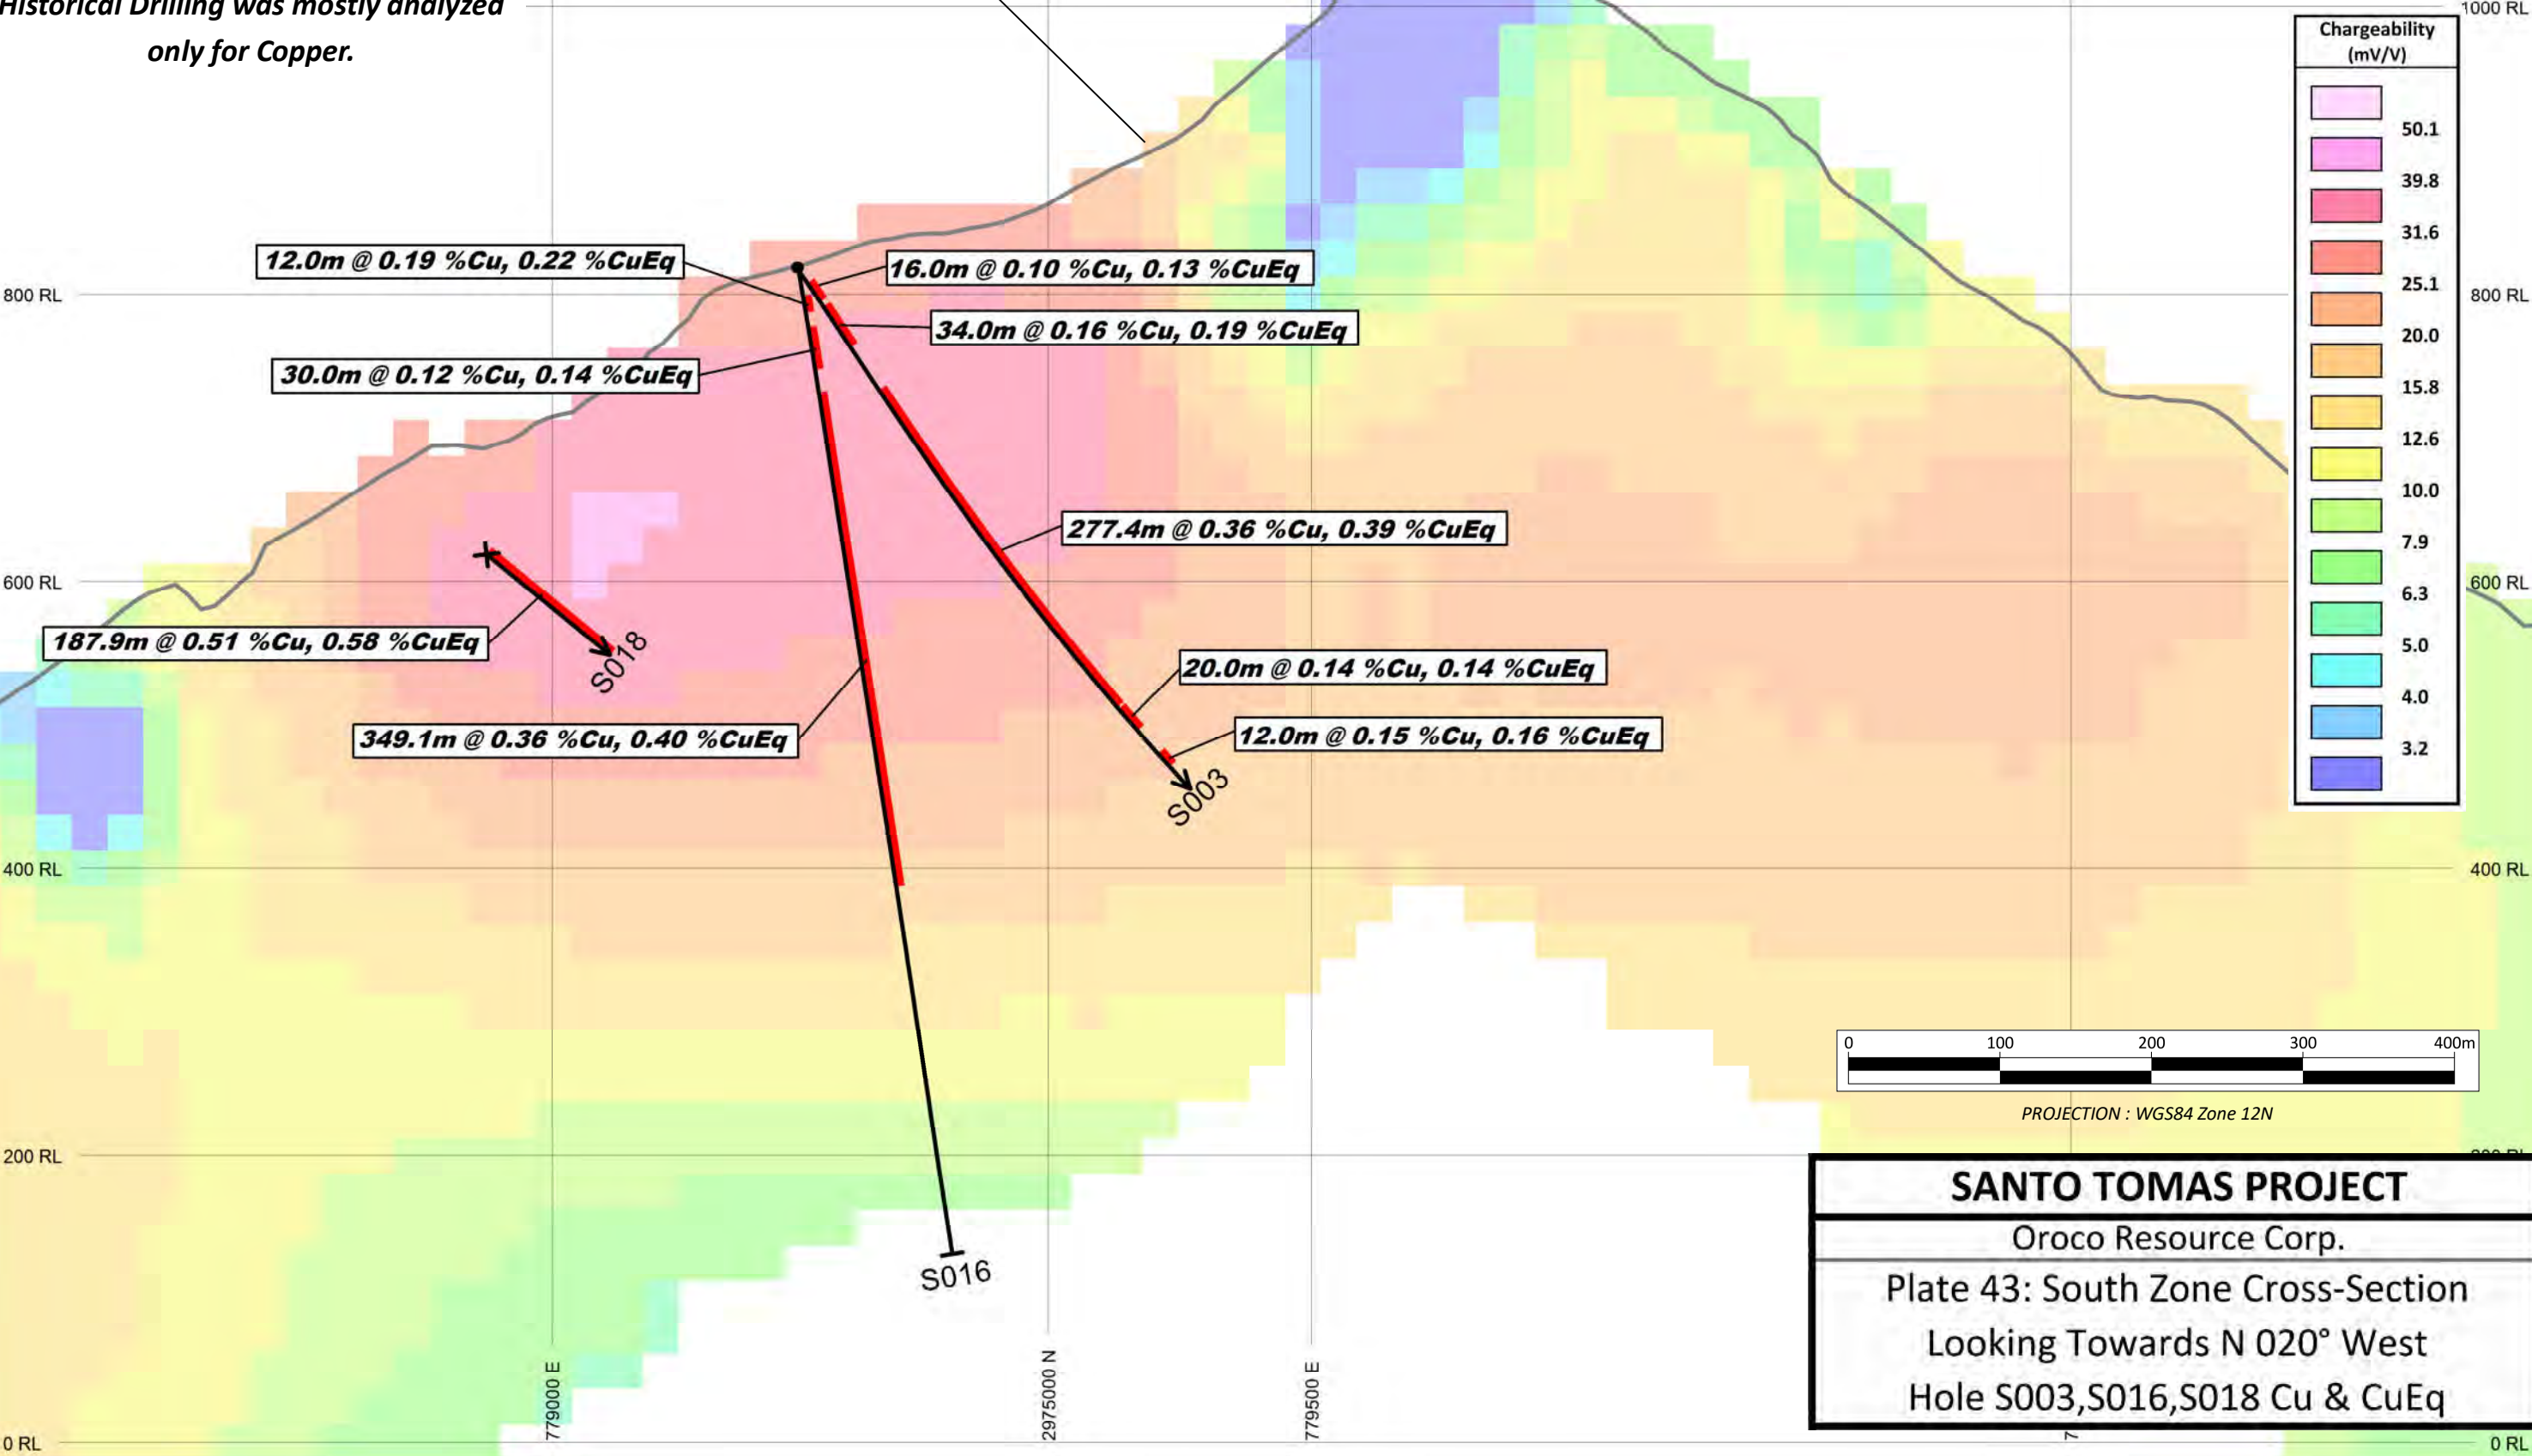 Historical Drilling was mostly analyzed
only for Copper.
1000 RL
Chargeability
(mV/V)
50.1
39.8
31.6
25.1
20.0
15.8
12.6
10.0
7.9
6.3
5.0
4.0
3.2
12.0m @ 0.19 %Cu, 0.22 %CuEq
16.0m @ 0.10 %Cu, 0.13 %CuEq
800 RL
800 RL
34.0m @ 0.16 %Cu, 0.19 %CuEq
30.0m @ 0.12 %Cu, 0.14 %CuEq
277.4m @ 0.36 %Cu, 0.39 %CuEq
600 RL
600 RL
187.9m @ 0.51 %Cu, 0.58 %CuEq
S018
20.0m @ 0.14 %Cu, 0.14 %CuEq
349.1m @ 0.36 %Cu, 0.40 %CuEq
12.0m @ 0.15 %Cu, 0.16 %CuEq
S003
400 RL
400 RL
0 100 200 300 400m
PROJECTION : WGS84 Zone 12N
200 RL
200 RL
S016
779000 E
2975000 N
779500 E
0 RL
0 RL
SANTO TOMAS PROJECT
Oroco Resource Corp.
Plate 43: South Zone Cross-Section
Looking Towards N 020° West
Hole S003,S016,S018 Cu & CuEq